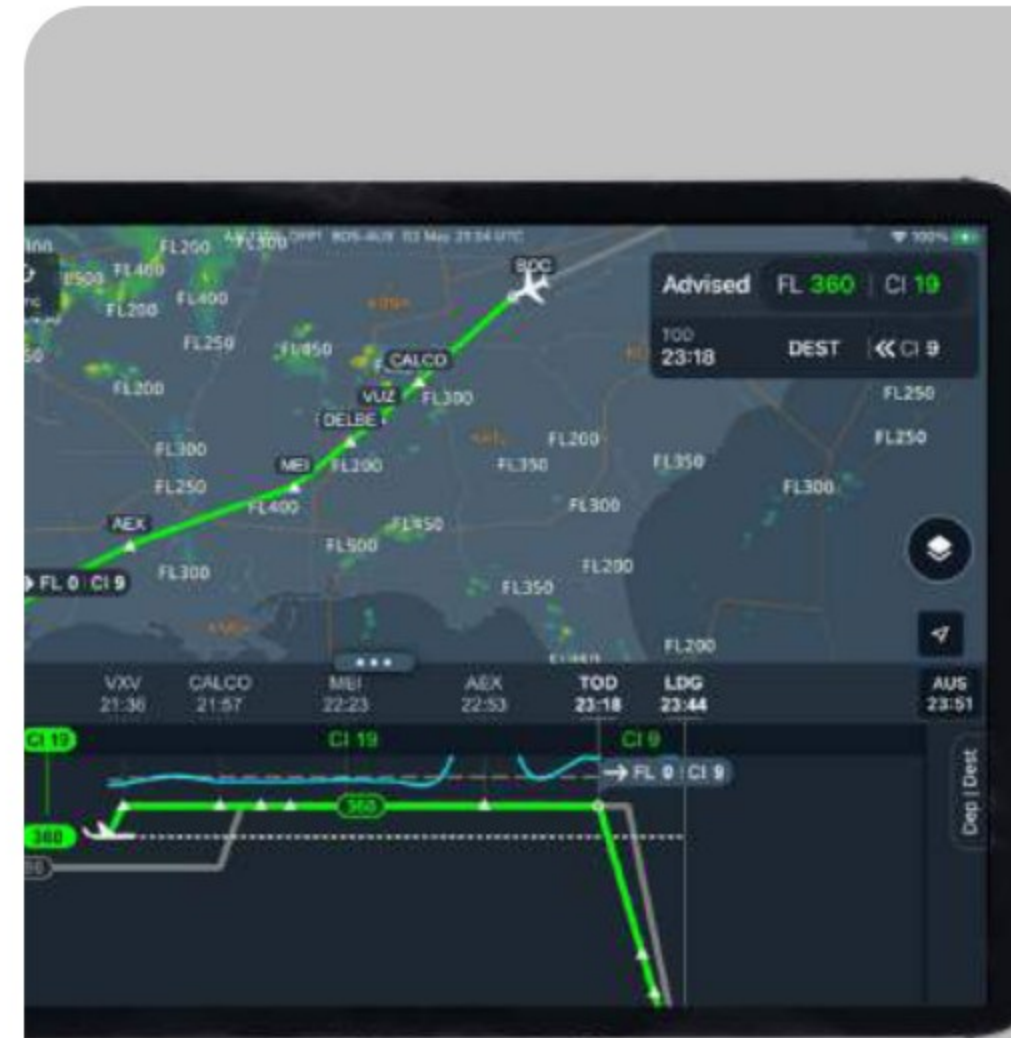 FL200
FL300
100%
FL400
BOC
Advised FL 360 | CI 19
FL400
FL200
FL250
FL450
TOD
23:18 DEST CI 9
CALCO
FL200
VUZ FL300
FL250
DELBE
FL300
FL200
FL250
FL350
FL350
MEI FL200
FL250
FL300
FL400
FL300
AEX
FL450
FL500
FL300
FL200
FL350
FL 0 CI 9
FL200
VXV CALCO MEI AEX TOD LDG AUS
21:36 21:57 22:23 22:53 23:18 23:44 23:51
CI 19 CI 19 CI 9
FL 0 CI 9
360
360
Dep | Dest